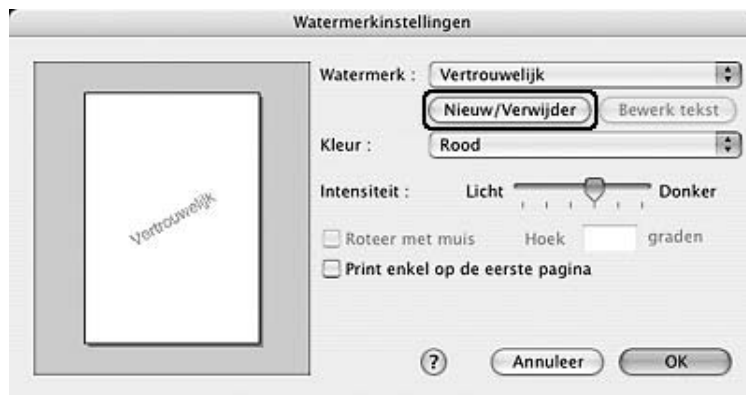 Watermerkinstellingen
Watermerk : Vertrouwelijk
Nieuw/Verwijder Bewerk tekst
Kleur : Rood
Intensiteit : Licht Donker
Vertrouwelijk
Roteer met muis Hoek graden
Print enkel op de eerste pagina
? Annuleer OK